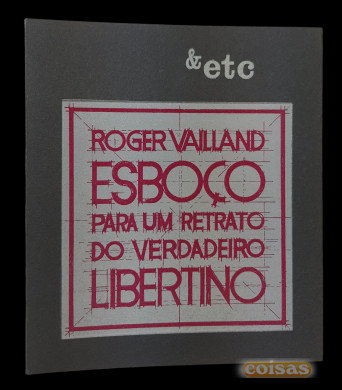 &etc
ROGER VAILLAND
ESBOÇO
PARA UM RETRATO
DO VERDADEIRO
LIBERTINO
coisas